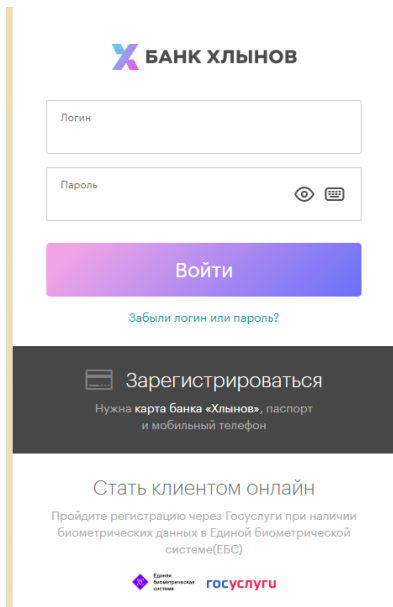 БАНК ХЛЫНОВ
Логин
Пароль
Войти
Забыли логин или пароль?
Зарегистрироваться
Нужна карта банка «Хлынов», паспорт
и мобильный телефон
Стать клиентом онлайн
Пройдите регистрацию через Госуслуги при наличии
биометрических данных в Единой биометрической
системе(ЕБС)
Единая
биометрическая
система
госуслуги